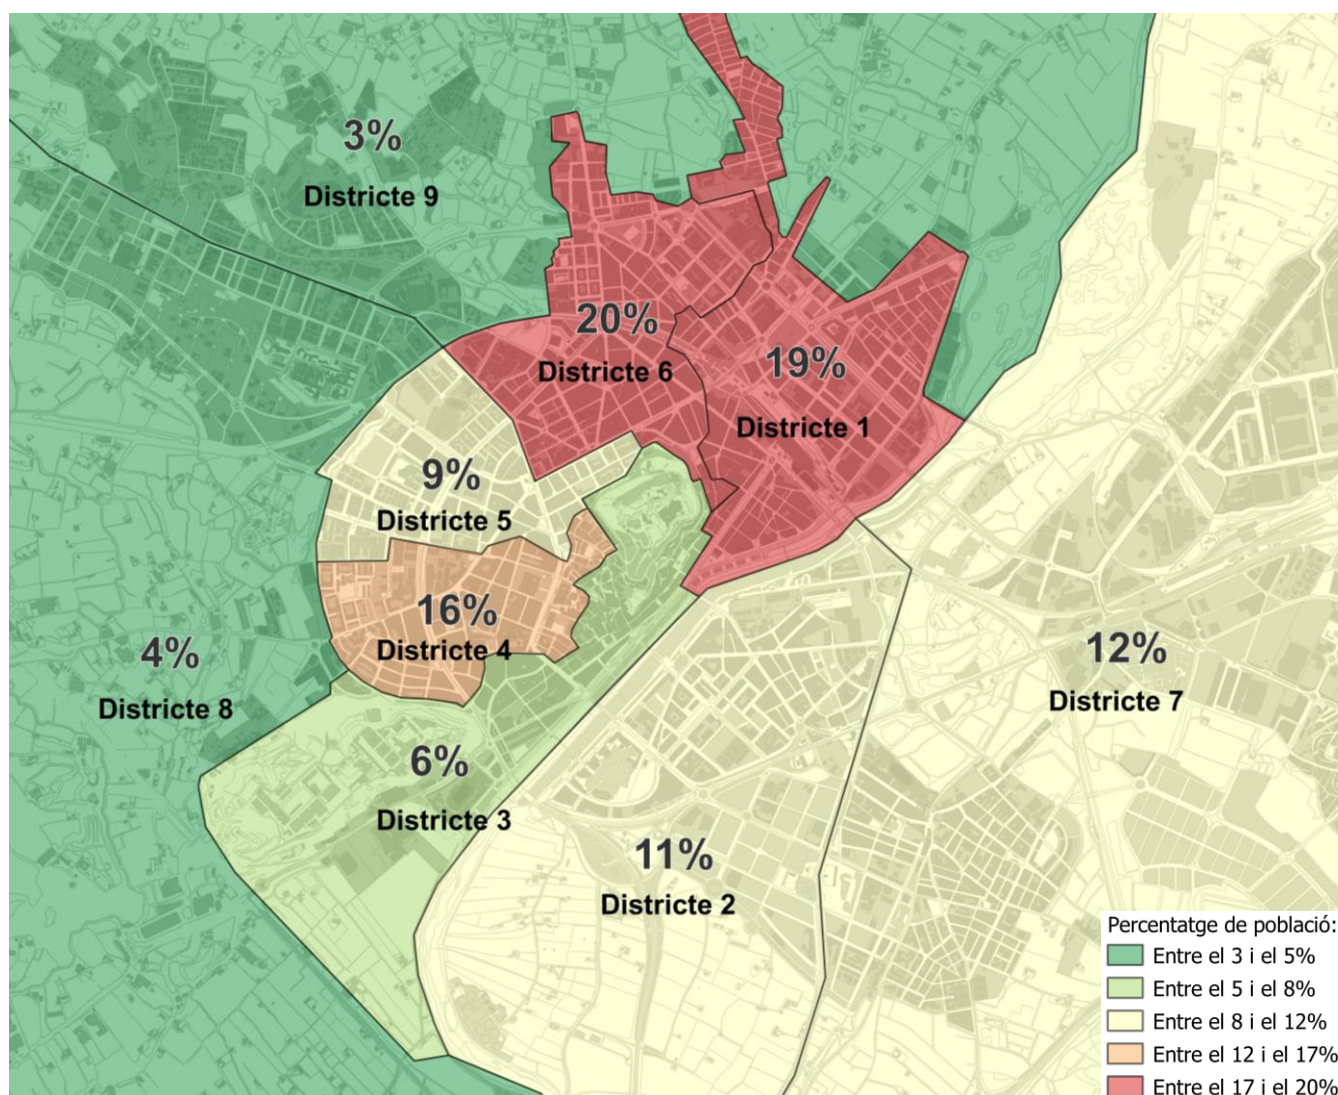 3%
Districte 9
20%
Districte 6
19%
Districte 1
9%
Districte 5
16%
Districte 4
4%
Districte 8
12%
Districte 7
6%
Districte 3
11%
Districte 2
Percentatge de població:
Entre el 3 i el 5%
Entre el 5 i el 8%
Entre el 8 i el 12%
Entre el 12 i el 17%
Entre el 17 i el 20%